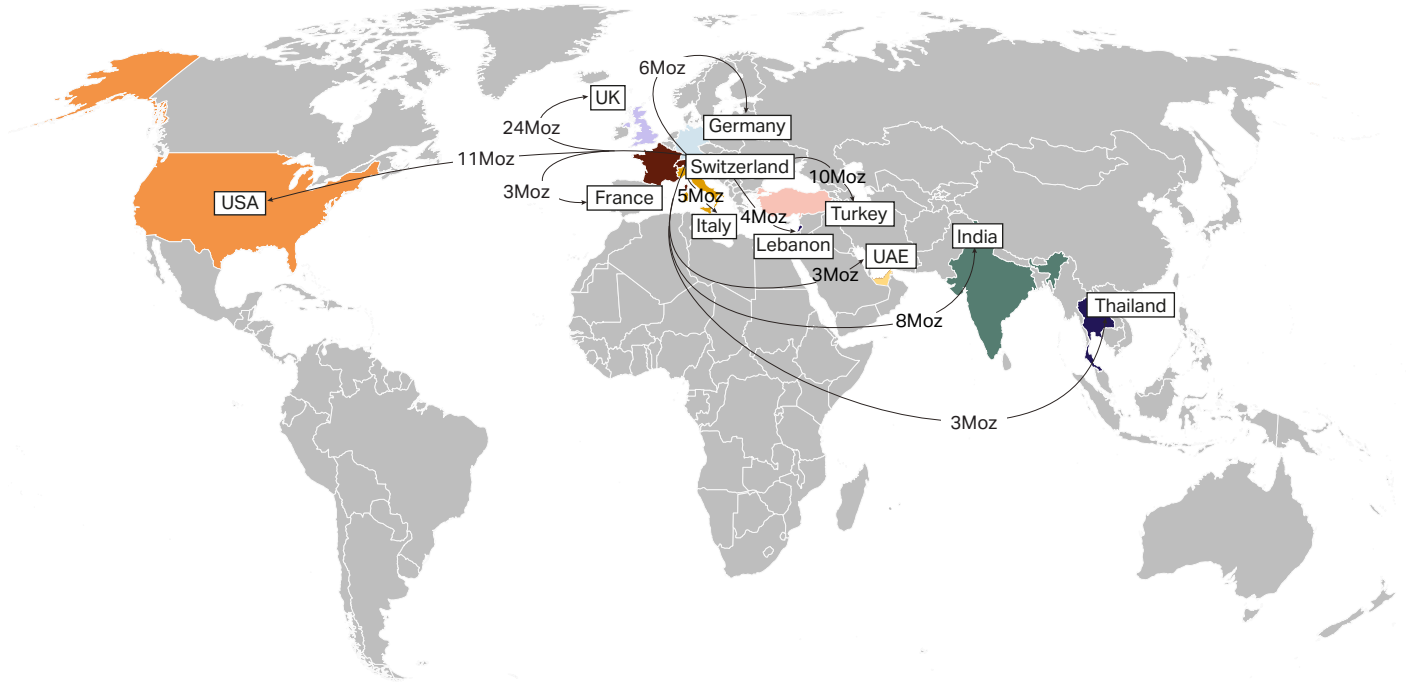 6Moz
UK
24Moz
Germany
11Moz
Switzerland
10Moz
3Moz
France
5Moz
USA
4Moz
Turkey
Italy
Lebanon
India
UAE
3Moz
Thailand
8Moz
3Moz